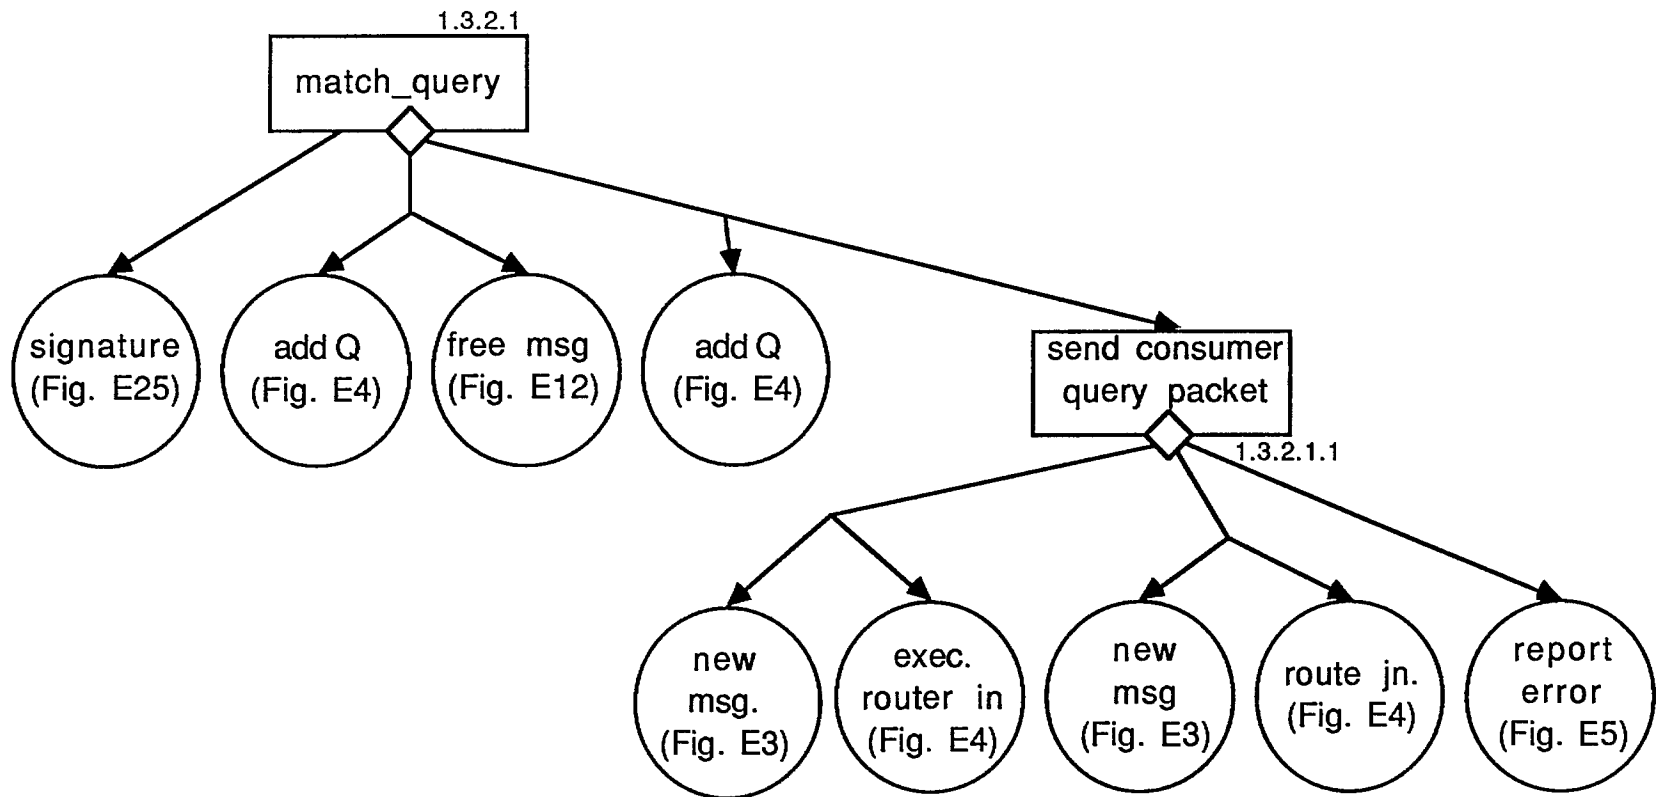 1.3.2.1
match_query
signature
(Fig. E25)
add Q
(Fig. E4)
free msg
(Fig. E12)
add Q
(Fig. E4)
send consumer
query packet
1.3.2.1.1
new
msg.
(Fig. E3)
exec.
router in
(Fig. E4)
new
msg
(Fig. E3)
route jn.
(Fig. E4)
report
error
(Fig. E5)